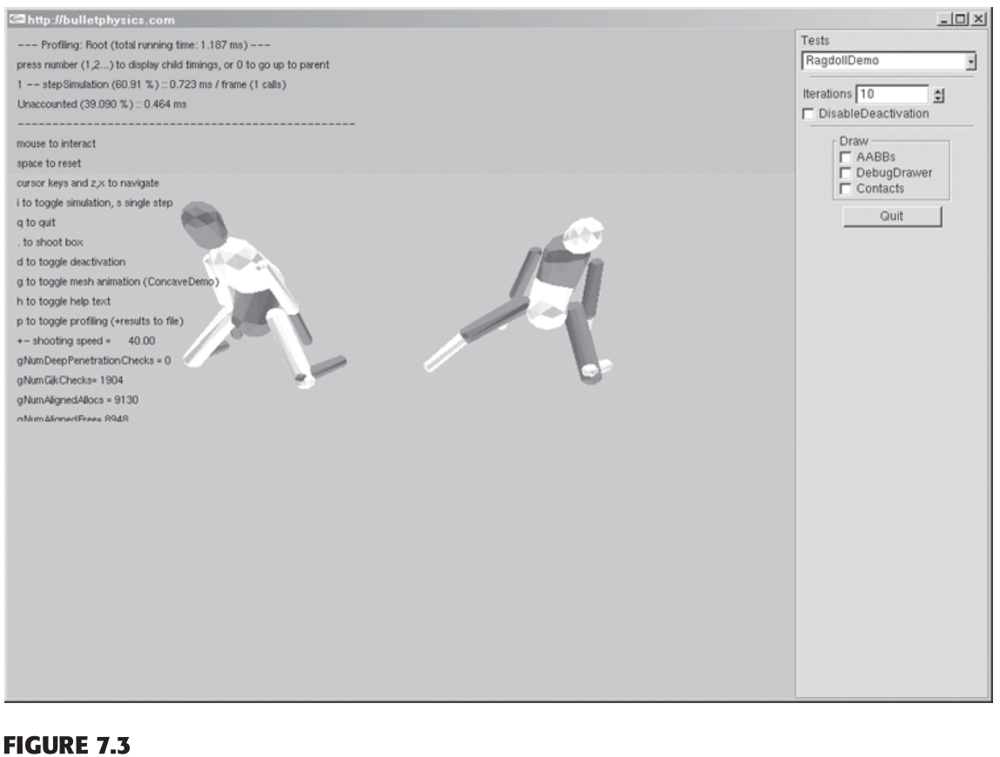 http://bulletphysics.com
--- Profiling: Root (total running time: 1.187 ms) ---
press number (1,2...) to display child timings, or 0 to go up to parent
1 -- stepSimulation (60.91 %) :: 0.723 ms / frame (1 calls)
Unaccounted (39.090 %) :: 0.464 ms
-------------------------------------------------
mouse to interact
space to reset
cursor keys and z,x to navigate
i to toggle simulation, s single step
q to quit
. to shoot box
d to toggle deactivation
g to toggle mesh animation (ConcaveDemo)
h to toggle help text
p to toggle profiling (+results to file)
+- shooting speed = 40.00
gNumDeepPenetrationChecks = 0
gNumGjkChecks= 1904
gNumAlignedAllocs = 9130
gNumAlignedFree= 8948
Tests
RagdollDemo
Iterations 10
DisableDeactivation
Draw
AABBs
DebugDrawer
Contacts
Quit
FIGURE 7.3